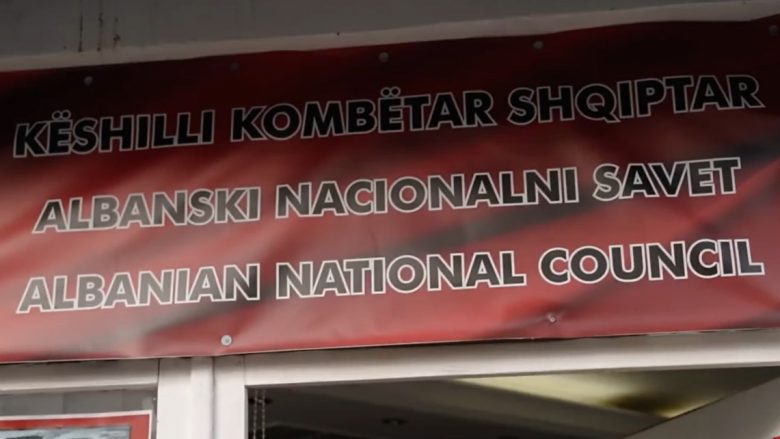 KËSHILLI KOMBËTAR SHQIPTAR
ALBANSKI NACIONALNI SAVET
ALBANIAN NATIONAL COUNCIL